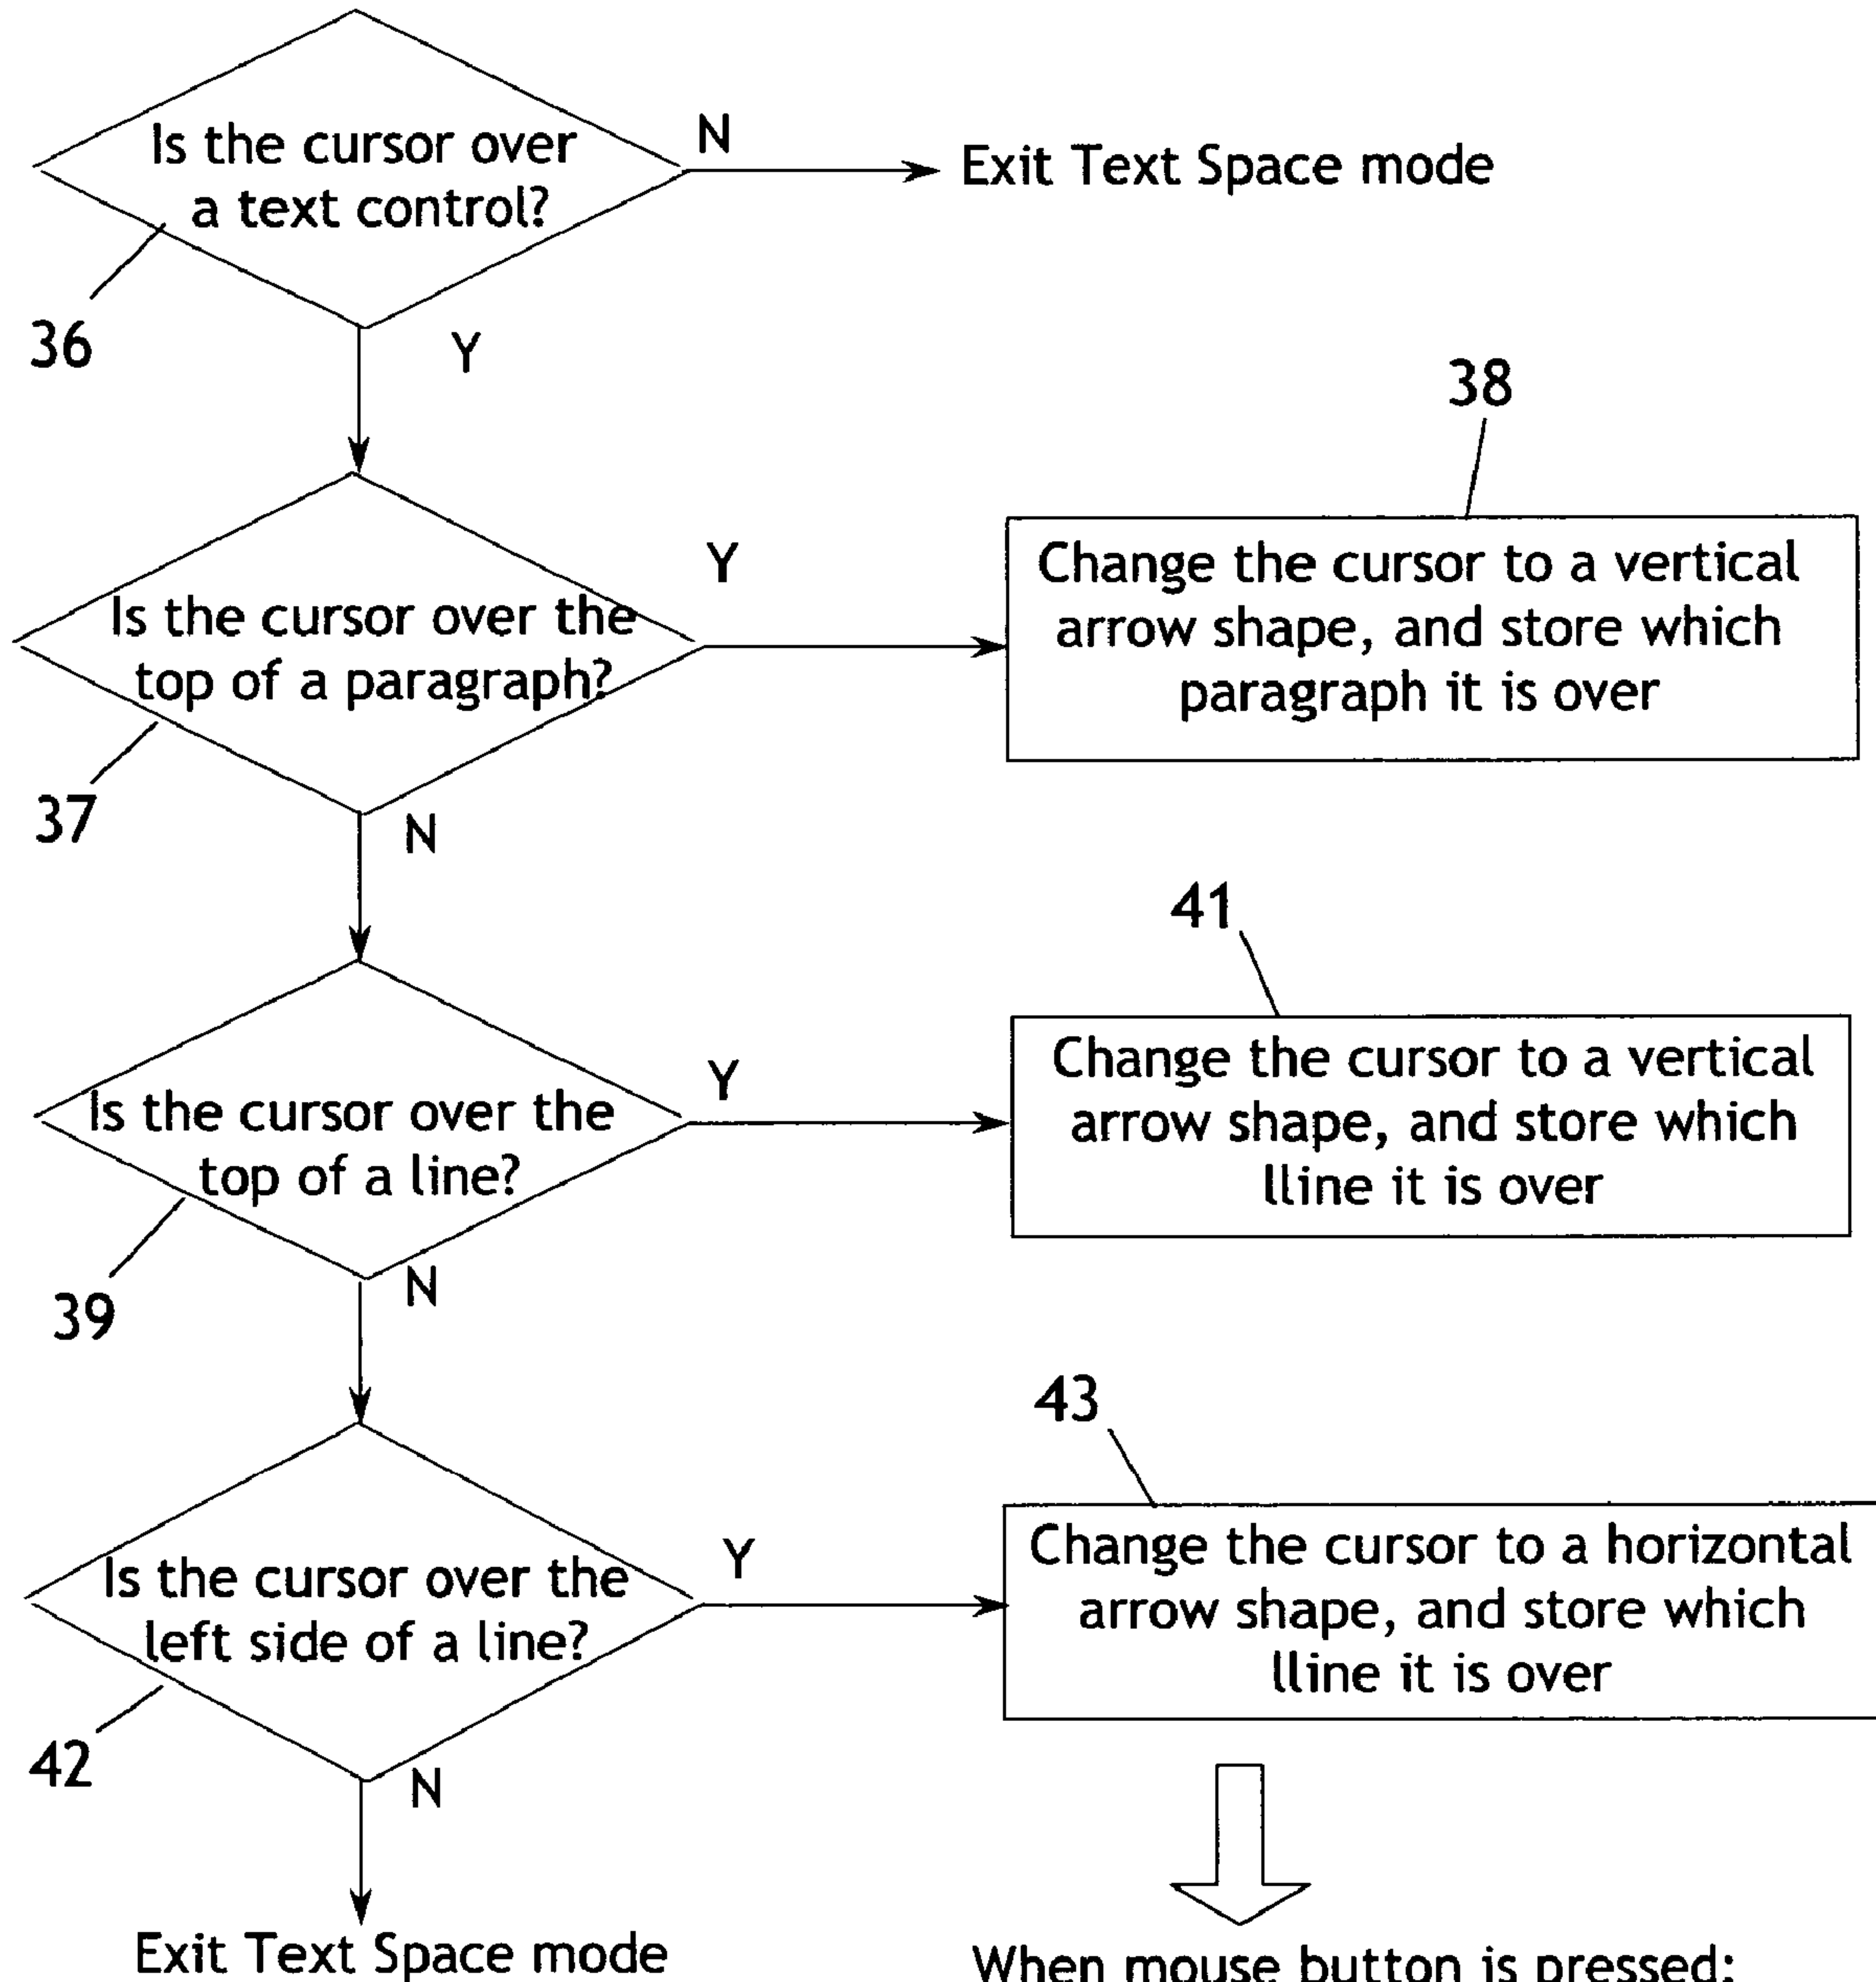 Is the cursor over
a text control?
N
Exit Text Space mode
36
Y
38
Is the cursor over the
top of a paragraph?
Y
Change the cursor to a vertical
arrow shape, and store which
paragraph it is over
37
N
41
Is the cursor over the
top of a line?
Y
Change the cursor to a vertical
arrow shape, and store which
lline it is over
39
N
43
Is the cursor over the
left side of a line?
Y
Change the cursor to a horizontal
arrow shape, and store which
lline it is over
42
N
Exit Text Space mode
When mouse button is pressed: